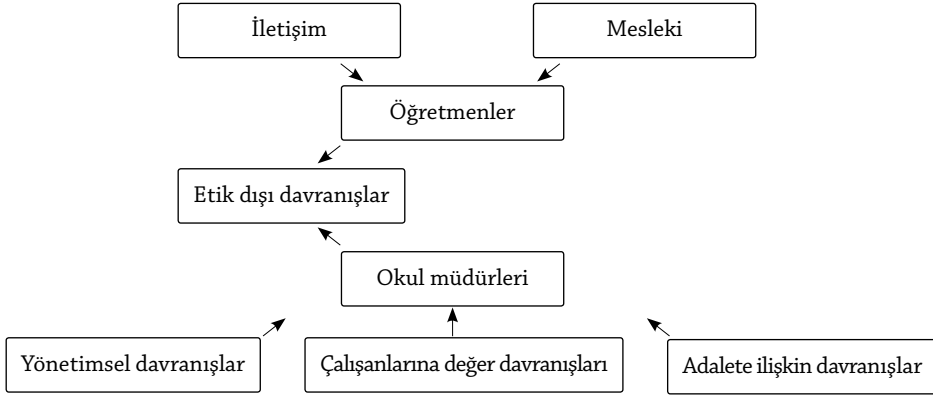 İletişim
Mesleki
Öğretmenler
Etik dışı davranışlar
Okul müdürleri
Yönetimsel davranışlar
Çalışanlarına değer davranışları
Adalete ilişkin davranışlar